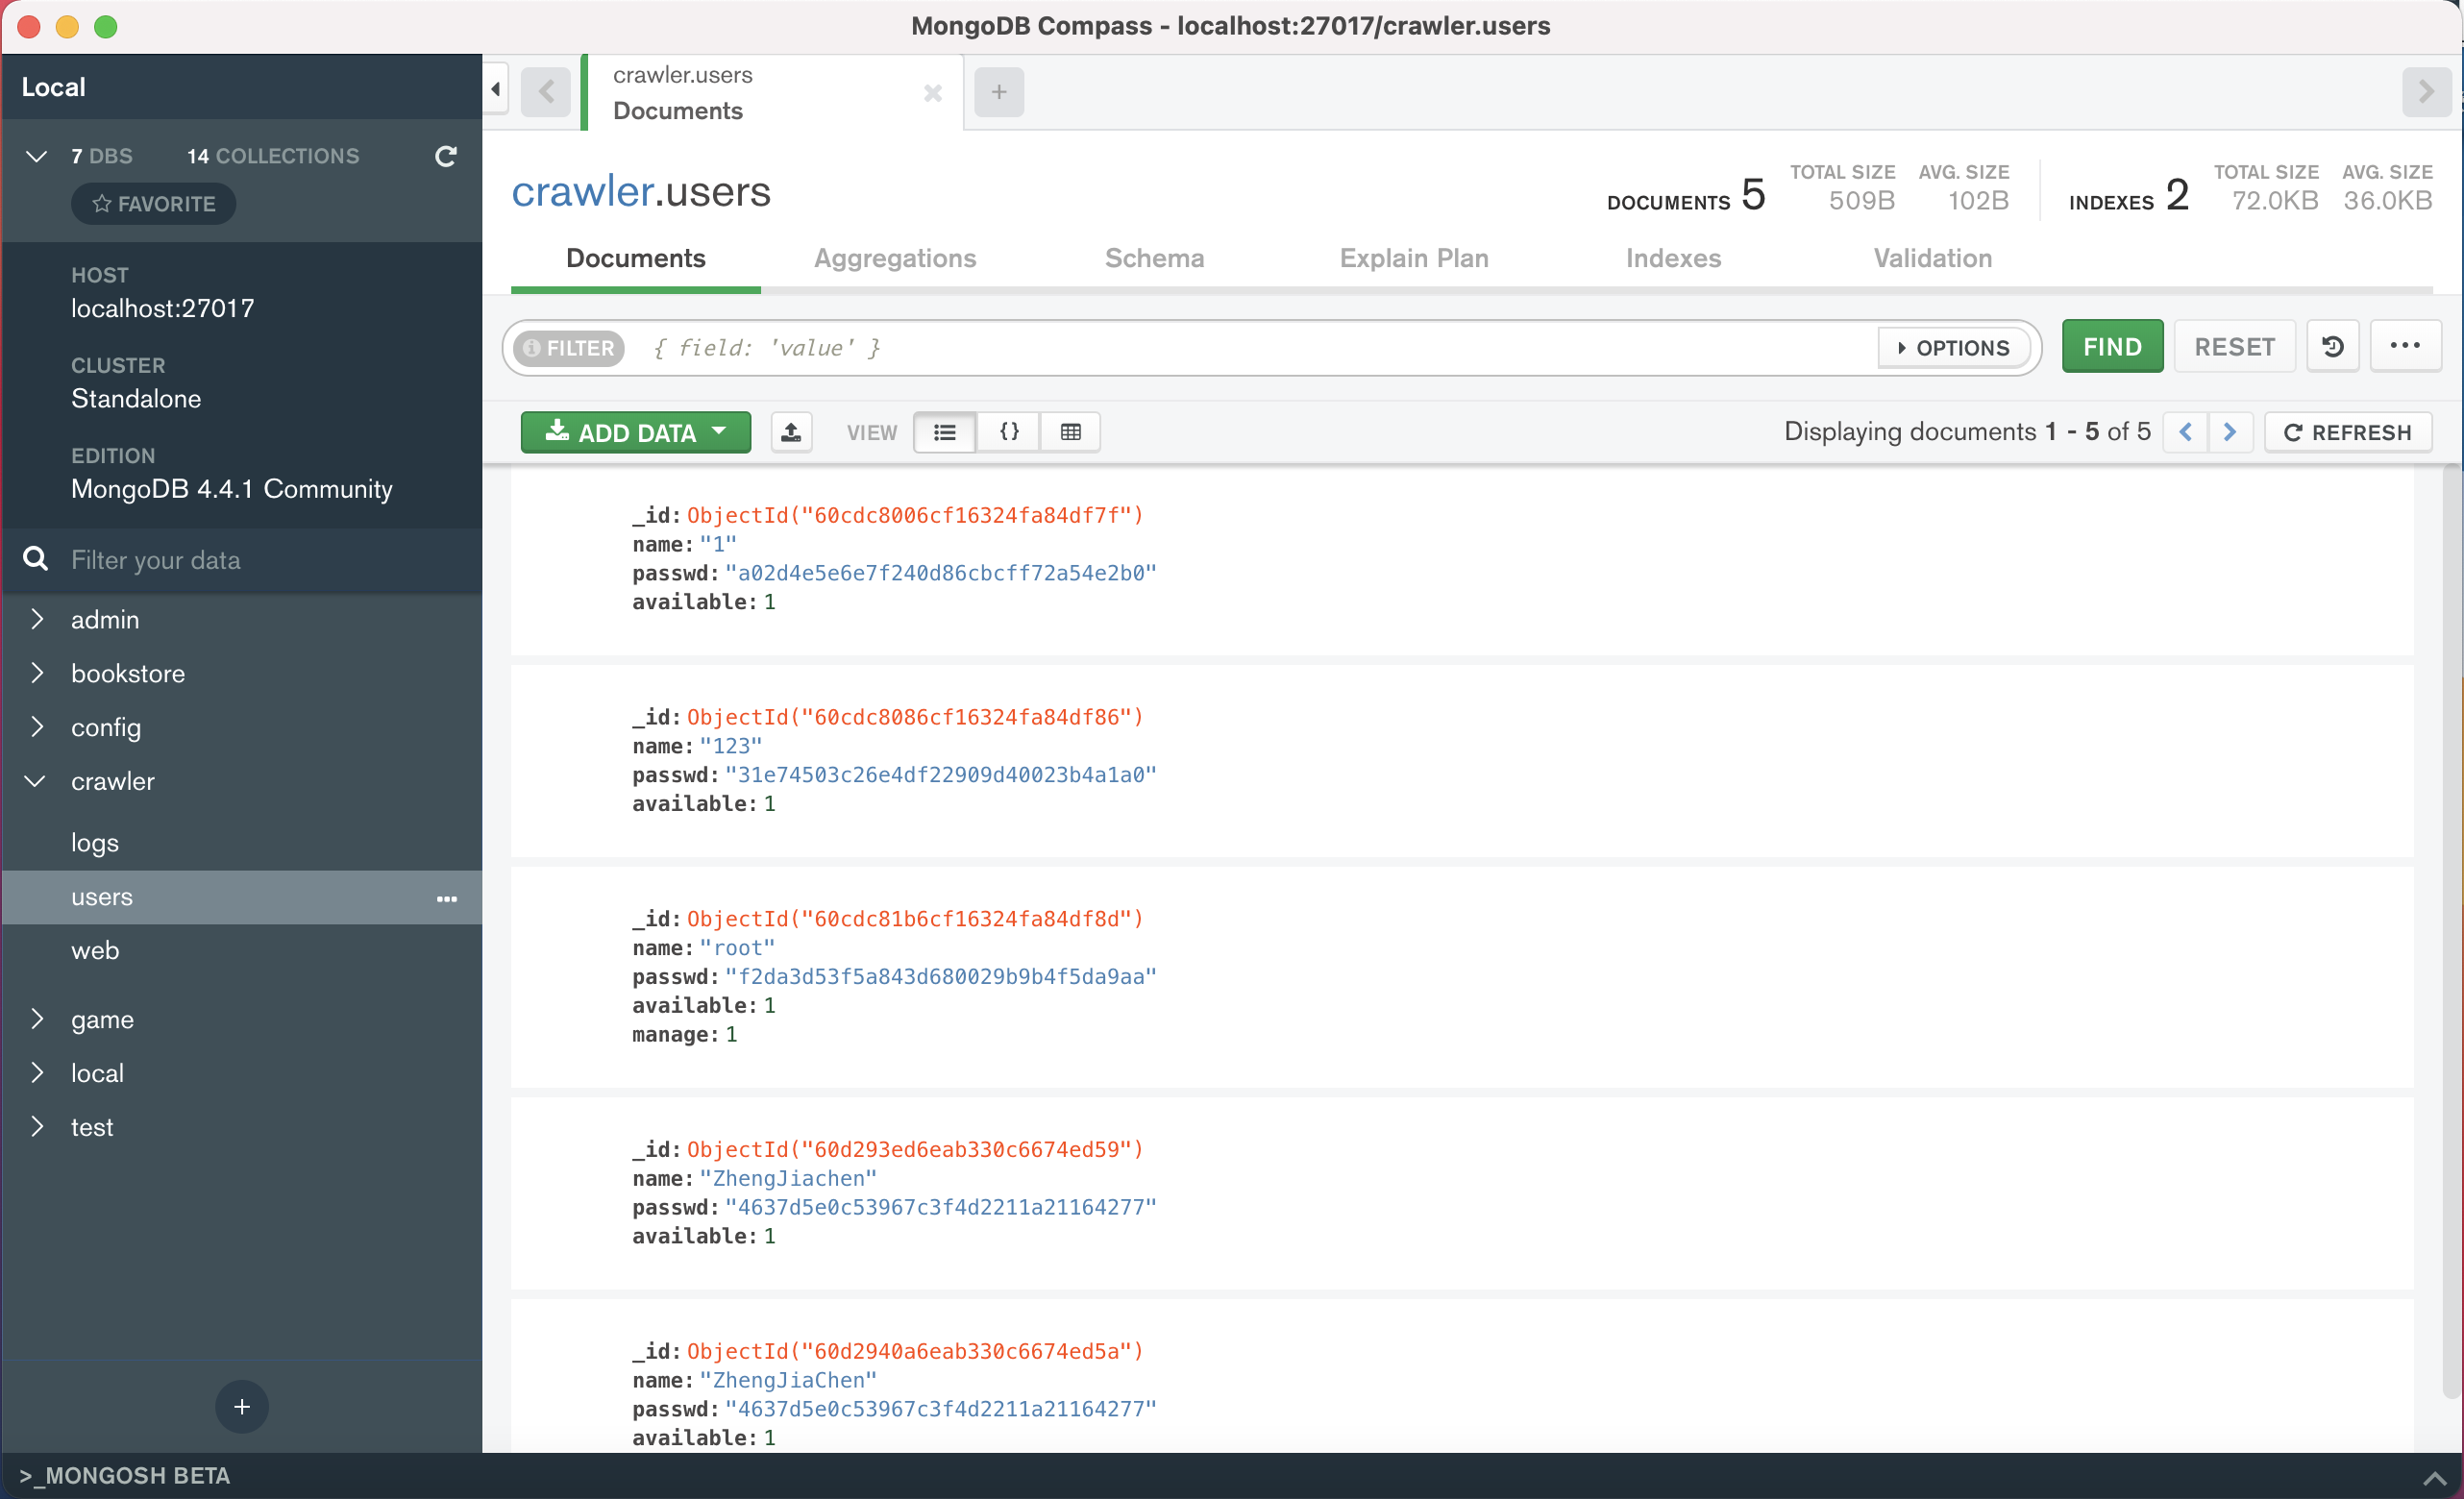 MongoDB Compass - localhost:27017/crawler.users
Local
7 DBS 14 COLLECTIONS
FAVORITE
HOST
localhost:27017
CLUSTER
Standalone
EDITION
MongoDB 4.4.1 Community
Filter your data
admin
bookstore
config
crawler
logs
users
web
game
local
test
crawler.users
Documents
crawler.users
DOCUMENTS 5 TOTAL SIZE 509B AVG. SIZE 102B INDEXES 2 TOTAL SIZE 72.0KB AVG. SIZE 36.0KB
Documents Aggregations Schema Explain Plan Indexes Validation
FILTER { field: 'value' } OPTIONS FIND RESET
ADD DATA VIEW {} Displaying documents 1 - 5 of 5 REFRESH
_id: ObjectId("60cdc8006cf16324fa84df7f")
name: "1"
passwd: "a02d4e5e6e7f240d86cbcff72a54e2b0"
available: 1
_id: ObjectId("60cdc8086cf16324fa84df86")
name: "123"
passwd: "31e74503c26e4df22909d40023b4a1a0"
available: 1
_id: ObjectId("60cdc81b6cf16324fa84df8d")
name: "root"
passwd: "f2da3d53f5a843d680029b9b4f5da9aa"
available: 1
manage: 1
_id: ObjectId("60d293ed6eab330c6674ed59")
name: "ZhengJiachen"
passwd: "4637d5e0c53967c3f4d2211a21164277"
available: 1
_id: ObjectId("60d2940a6eab330c6674ed5a")
name: "ZhengJiaChen"
passwd: "4637d5e0c53967c3f4d2211a21164277"
available: 1
>_MONGOSH BETA